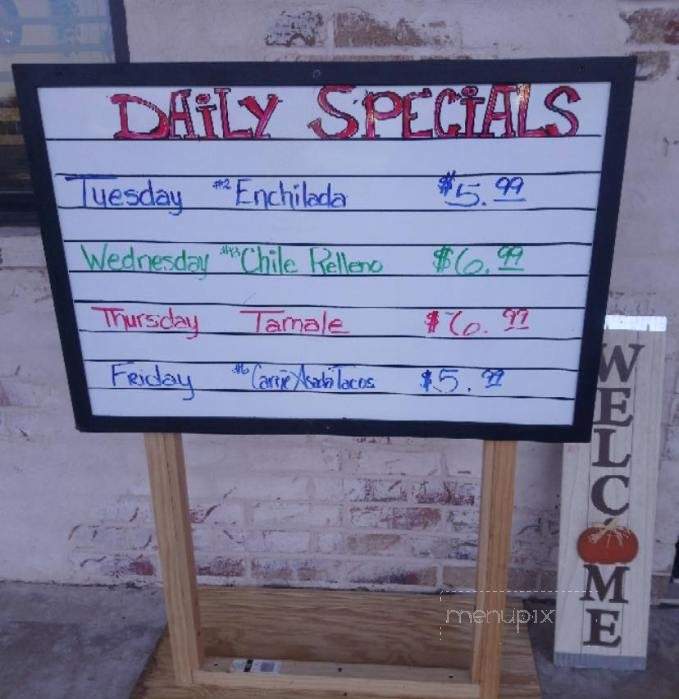 DAiLY SPECiALS
Tuesday #2 Enchilada $5.99
Wednesday #13 Chile Relleno $6.99
Thursday Tamale $6.99
Friday #6 Carne Asada Tacos $5.99
WELCOME
menupix